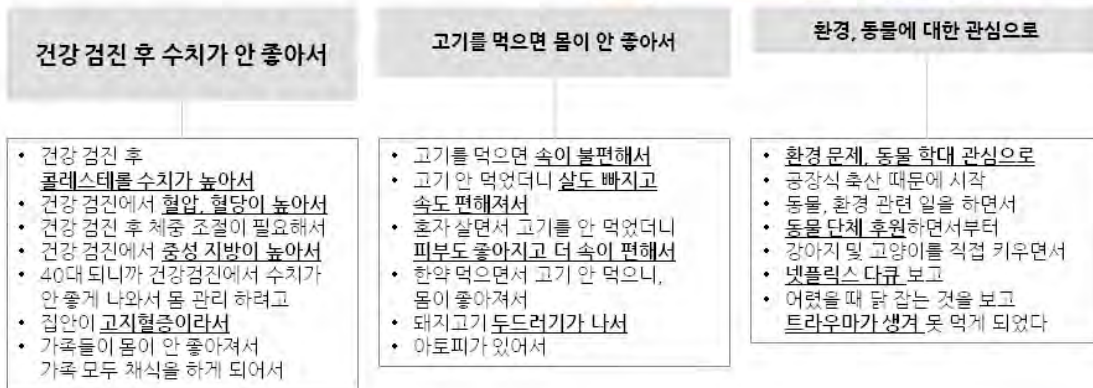 건강 검진 후 수치가 안 좋아서
• 건강 검진 후
콜레스테롤 수치가 높아서
• 건강 검진에서 혈압, 혈당이 높아서
• 건강 검진 후 체중 조절이 필요해서
• 건강 검진에서 중성 지방이 높아서
• 40대 되니까 건강검진에서 수치가
안 좋게 나와서 몸 관리 하려고
• 집안이 고지혈증이라서
• 가족들이 몸이 안 좋아져서
가족 모두 채식을 하게 되어서
고기를 먹으면 몸이 안 좋아서
• 고기를 먹으면 속이 불편해서
• 고기 안 먹었더니 살도 빠지고
속도 편해져서
• 혼자 살면서 고기를 안 먹었더니
피부도 좋아지고 더 속이 편해서
• 한약 먹으면서 고기 안 먹으니,
몸이 좋아져서
• 돼지고기 두드러기가 나서
• 아토피가 있어서
환경, 동물에 대한 관심으로
• 환경 문제, 동물 학대 관심으로
• 공장식 축산 때문에 시작
• 동물, 환경 관련 일을 하면서
• 동물 단체 후원하면서부터
• 강아지 및 고양이를 직접 키우면서
• 넷플릭스 다큐 보고
• 어렸을 때 닭 잡는 것을 보고
트라우마가 생겨 못 먹게 되었다